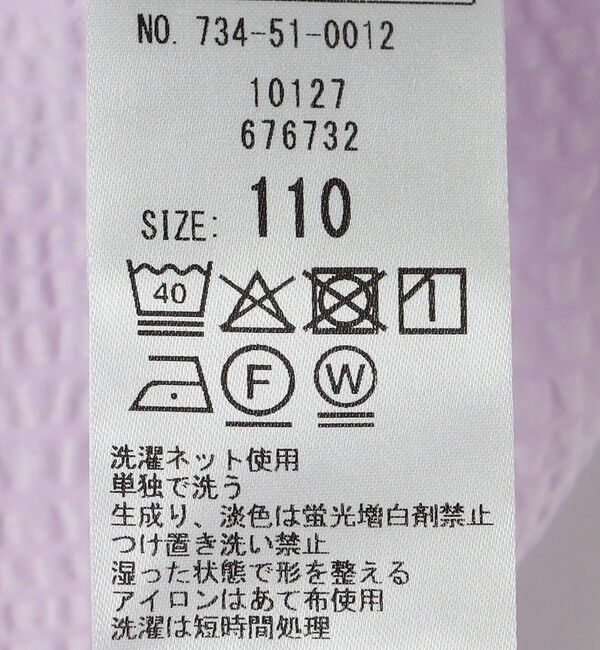 NO. 734-51-0012
10127
676732
SIZE: 110
40
F W
洗濯ネット使用
単独で洗う
生成り、淡色は蛍光増白剤禁止
つけ置き洗い禁止
湿った状態で形を整える
アイロンはあて布使用
洗濯は短時間処理